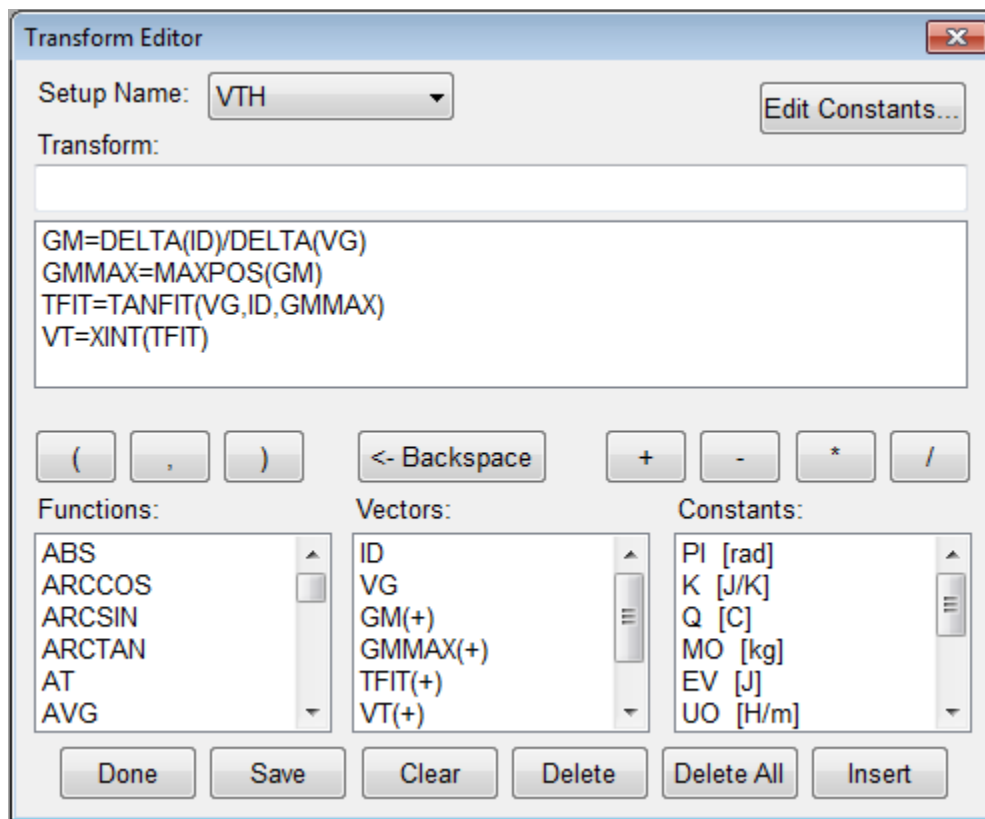 Transform Editor
Setup Name: VTH
Edit Constants...
Transform:
GM=DELTA(ID)/DELTA(VG)
GMMAX=MAXPOS(GM)
TFIT=TANFIT(VG,ID,GMMAX)
VT=XINT(TFIT)
( , ) <- Backspace + - * /
Functions: Vectors: Constants:
ABS ID PI [rad]
ARCCOS VG K [J/K]
ARCSIN GM(+) Q [C]
ARCTAN GMMAX(+) MO [kg]
AT TFIT(+) EV [J]
AVG VT(+) UO [H/m]
Done Save Clear Delete Delete All Insert